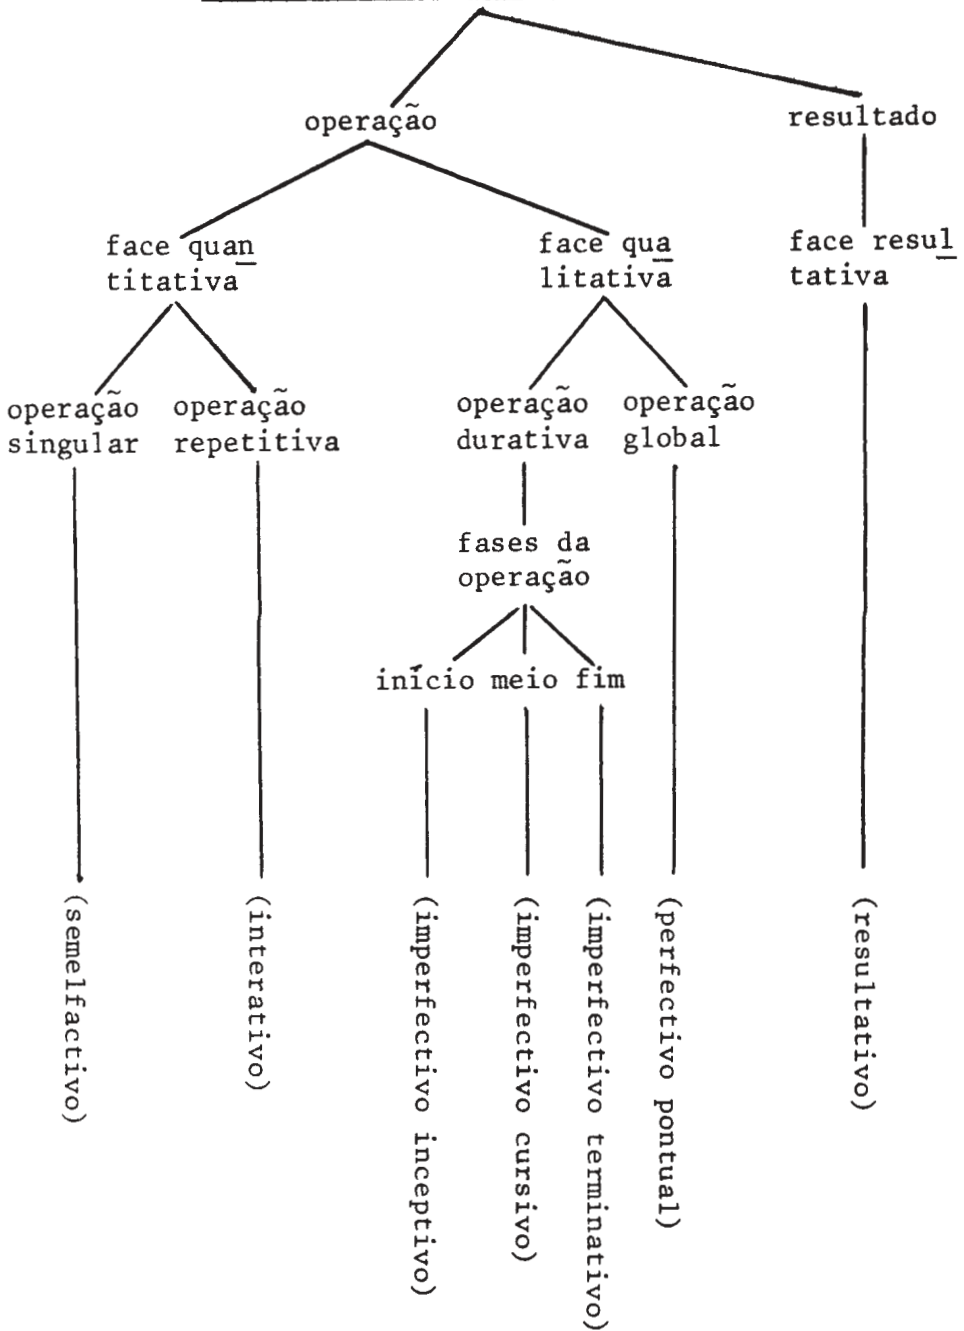 operação
resultado
face quan
titativa
face qua
litativa
face resul
tativa
operação
singular
operação
repetitiva
operação
durativa
operação
global
fases da
operação
início meio fim
(semelfactivo)
(interativo)
(imperfectivo inceptivo)
(imperfectivo cursivo)
(imperfectivo terminativo)
(perfectivo pontual)
(resultativo)